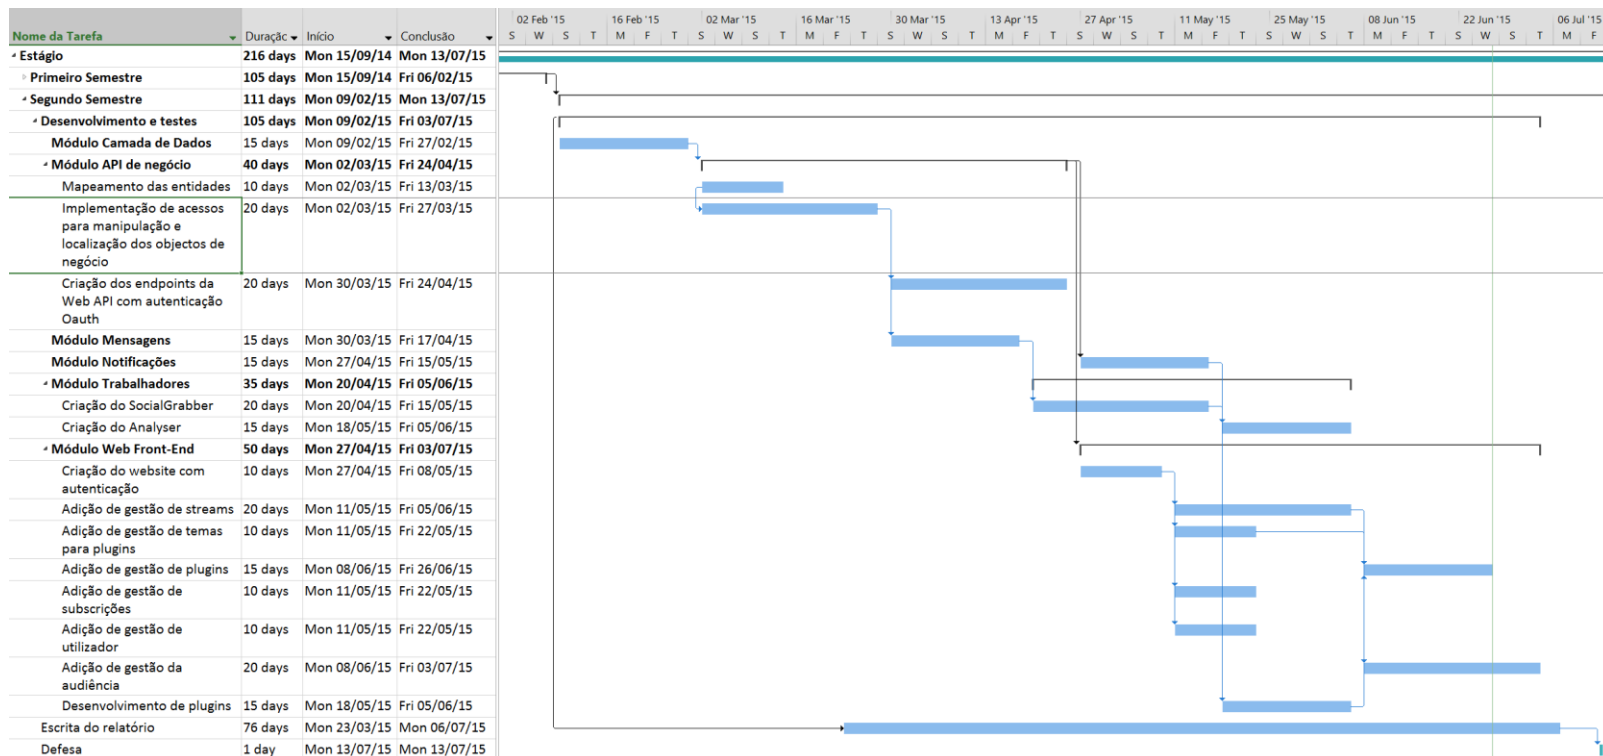 02 Feb '15 16 Feb '15 02 Mar '15 16 Mar '15 30 Mar '15 13 Apr '15 27 Apr '15 11 May '15 25 May '15 08 Jun '15 22 Jun '15 06 Jul '15
Nome da Tarefa Duraçãc Início Conclusão S W S T M F T S W S T M F T S W S T M F T S W S T M F T S W S T M F T S W S T M F
Estágio 216 days Mon 15/09/14 Mon 13/07/15
Primeiro Semestre 105 days Mon 15/09/14 Fri 06/02/15
Segundo Semestre 111 days Mon 09/02/15 Mon 13/07/15
Desenvolvimento e testes 105 days Mon 09/02/15 Fri 03/07/15
Módulo Camada de Dados 15 days Mon 09/02/15 Fri 27/02/15
Módulo API de negócio 40 days Mon 02/03/15 Fri 24/04/15
Mapeamento das entidades 10 days Mon 02/03/15 Fri 13/03/15
Implementação de acessos 20 days Mon 02/03/15 Fri 27/03/15
para manipulação e
localização dos objectos de
negócio
Criação dos endpoints da 20 days Mon 30/03/15 Fri 24/04/15
Web API com autenticação
Oauth
Módulo Mensagens 15 days Mon 30/03/15 Fri 17/04/15
Módulo Notificações 15 days Mon 27/04/15 Fri 15/05/15
Módulo Trabalhadores 35 days Mon 20/04/15 Fri 05/06/15
Criação do SocialGrabber 20 days Mon 20/04/15 Fri 15/05/15
Criação do Analyser 15 days Mon 18/05/15 Fri 05/06/15
Módulo Web Front-End 50 days Mon 27/04/15 Fri 03/07/15
Criação do website com 10 days Mon 27/04/15 Fri 08/05/15
autenticação
Adição de gestão de streams 20 days Mon 11/05/15 Fri 05/06/15
Adição de gestão de temas 10 days Mon 11/05/15 Fri 22/05/15
para plugins
Adição de gestão de plugins 15 days Mon 08/06/15 Fri 26/06/15
Adição de gestão de 10 days Mon 11/05/15 Fri 22/05/15
subscrições
Adição de gestão de 10 days Mon 11/05/15 Fri 22/05/15
utilizador
Adição de gestão da 20 days Mon 08/06/15 Fri 03/07/15
audiência
Desenvolvimento de plugins 15 days Mon 18/05/15 Fri 05/06/15
Escrita do relatório 76 days Mon 23/03/15 Mon 06/07/15
Defesa 1 day Mon 13/07/15 Mon 13/07/15